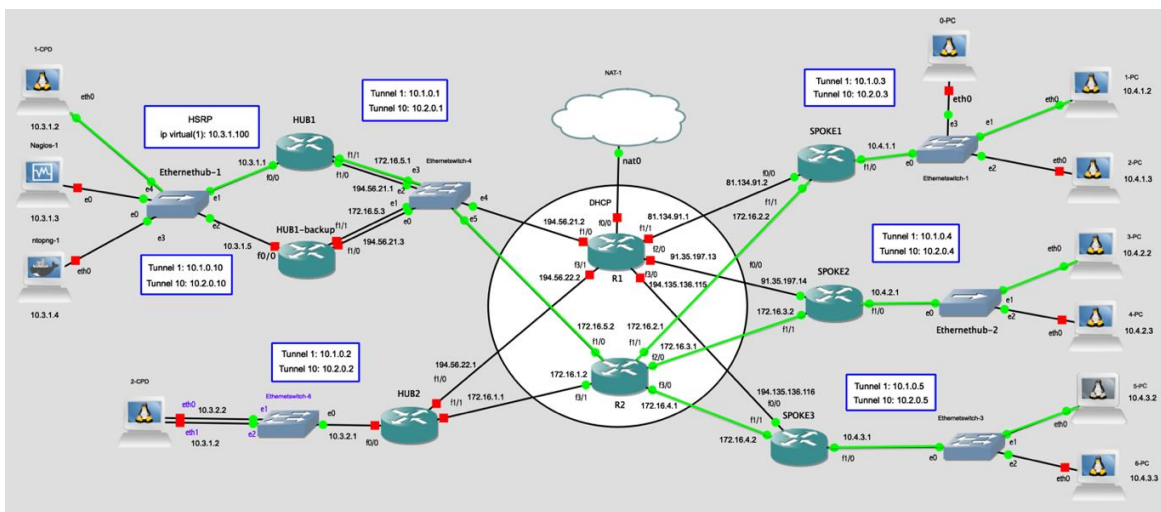 1-CPD
eth0
10.3.1.2
Nagios-1
e0
10.3.1.3
ntopng-1
eth0
10.3.1.4
HSRP
ip virtual(1): 10.3.1.100
Ethernethub-1
e4
e0
e1
e3
e2
Tunnel 1: 10.1.0.10
Tunnel 10: 10.2.0.10
Tunnel 1: 10.1.0.1
Tunnel 10: 10.2.0.1
HUB1
10.3.1.1
f0/0
f1/1
f1/0
172.16.5.1
194.56.21.1
172.16.5.3
HUB1-backup
10.3.1.5
f0/0
f1/1
f1/0
194.56.21.3
Ethernetswitch-4
e3
e2
e1
e0
e4
e5
NAT-1
nat0
DHCP
f0/0
194.56.21.2
f1/0
81.134.91.1
f1/1
f2/0
91.35.197.13
f3/1
f3/0
194.56.22.2
R1
194.135.136.115
172.16.5.2
f1/0
172.16.2.1
f1/1
172.16.3.1
f2/0
172.16.1.2
f3/1
f3/0
R2
172.16.4.1
Tunnel 1: 10.1.0.2
Tunnel 10: 10.2.0.2
2-CPD
eth0
10.3.2.2
eth1
10.3.1.2
e1
e2
e0
10.3.2.1
f0/0
HUB2
194.56.22.1
f1/0
f1/1
172.16.1.1
Tunnel 1: 10.1.0.3
Tunnel 10: 10.2.0.3
SPOKE1
81.134.91.2
f0/0
f1/1
172.16.2.2
10.4.1.1
f1/0
0-PC
eth0
e3
e0
e1
e2
Ethernetswitch-1
1-PC
10.4.1.2
eth0
2-PC
10.4.1.3
eth0
Tunnel 1: 10.1.0.4
Tunnel 10: 10.2.0.4
SPOKE2
f0/0
91.35.197.14
172.16.3.2
f1/1
10.4.2.1
f1/0
e0
e1
e2
Ethernethub-2
3-PC
10.4.2.2
eth0
4-PC
10.4.2.3
eth0
Tunnel 1: 10.1.0.5
Tunnel 10: 10.2.0.5
194.135.136.116
f0/0
SPOKE3
f1/1
172.16.4.2
10.4.3.1
f1/0
Ethernetswitch-3
e0
e1
e2
5-PC
10.4.3.2
eth0
6-PC
10.4.3.3
eth0